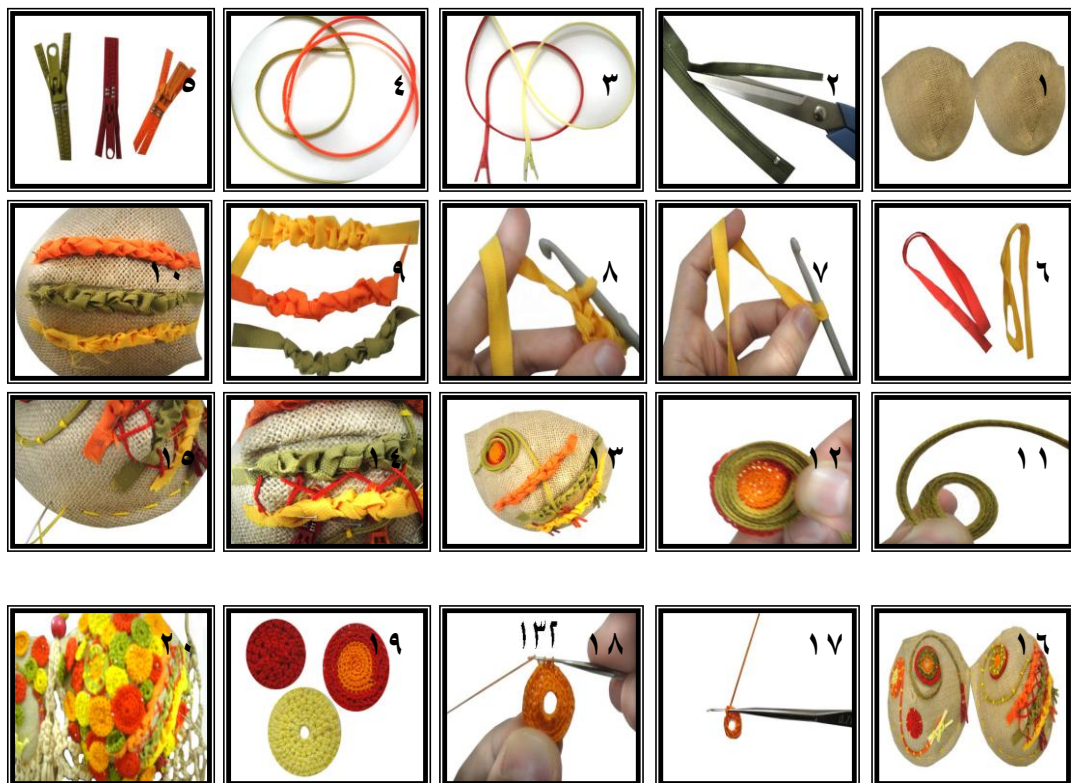 ١ ٢ ٣ ٤ ٥
٦ ٧ ٨ ٩ ١٠
١١ ١٢ ١٣ ١٤ ١٥
١٦ ١٧ ١٨ ١٣٢ ١٩ ٢٠